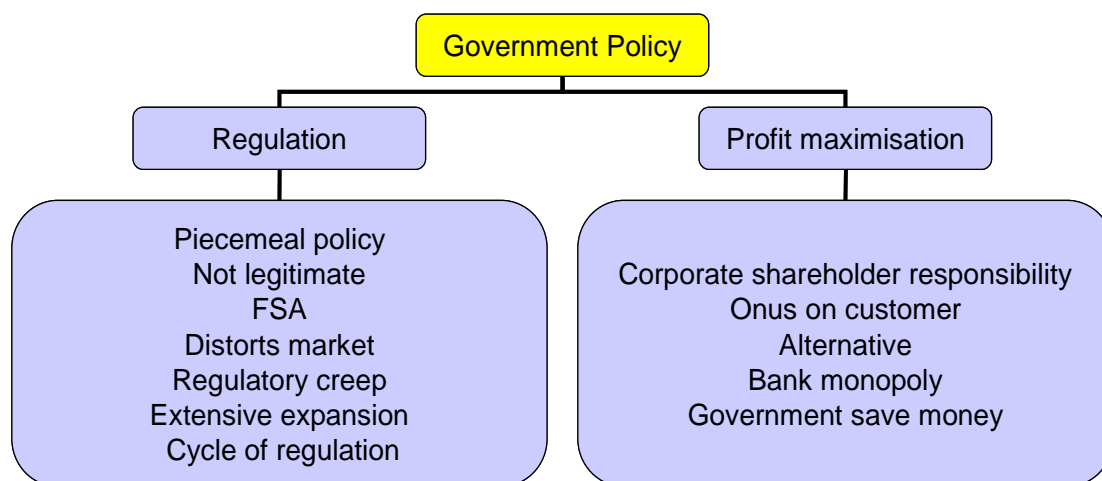 Government Policy
Regulation
Profit maximisation
Piecemeal policy
Not legitimate
FSA
Distorts market
Regulatory creep
Extensive expansion
Cycle of regulation
Corporate shareholder responsibility
Onus on customer
Alternative
Bank monopoly
Government save money